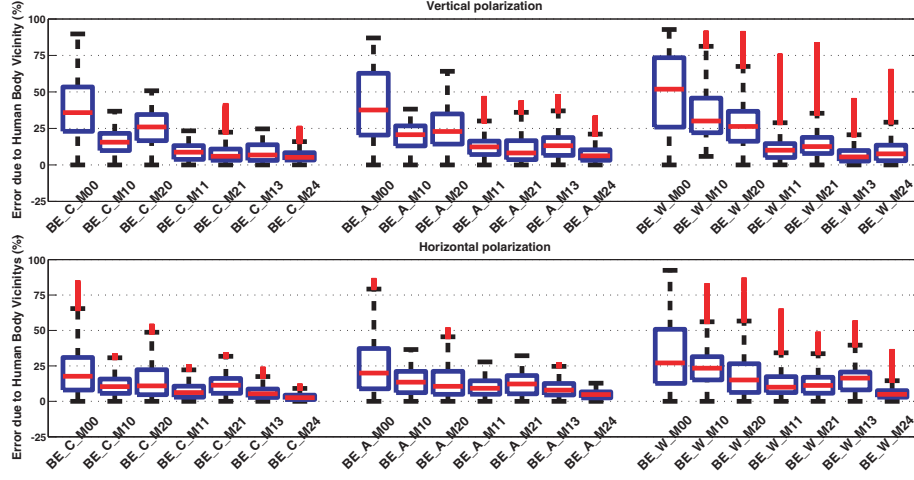 Vertical polarization
Error due to Human Body Vicinity (%)
100
75
50
25
0
-25
BE_C_M00
BE_C_M10
BE_C_M20
BE_C_M11
BE_C_M21
BE_C_M13
BE_C_M24
BE_A_M00
BE_A_M10
BE_A_M20
BE_A_M11
BE_A_M21
BE_A_M13
BE_A_M24
BE_W_M00
BE_W_M10
BE_W_M20
BE_W_M11
BE_W_M21
BE_W_M13
BE_W_M24
Horizontal polarization
Error due to Human Body Vicinitys (%)
100
75
50
25
0
-25
BE_C_M00
BE_C_M10
BE_C_M20
BE_C_M11
BE_C_M21
BE_C_M13
BE_C_M24
BE_A_M00
BE_A_M10
BE_A_M20
BE_A_M11
BE_A_M21
BE_A_M13
BE_A_M24
BE_W_M00
BE_W_M10
BE_W_M20
BE_W_M11
BE_W_M21
BE_W_M13
BE_W_M24